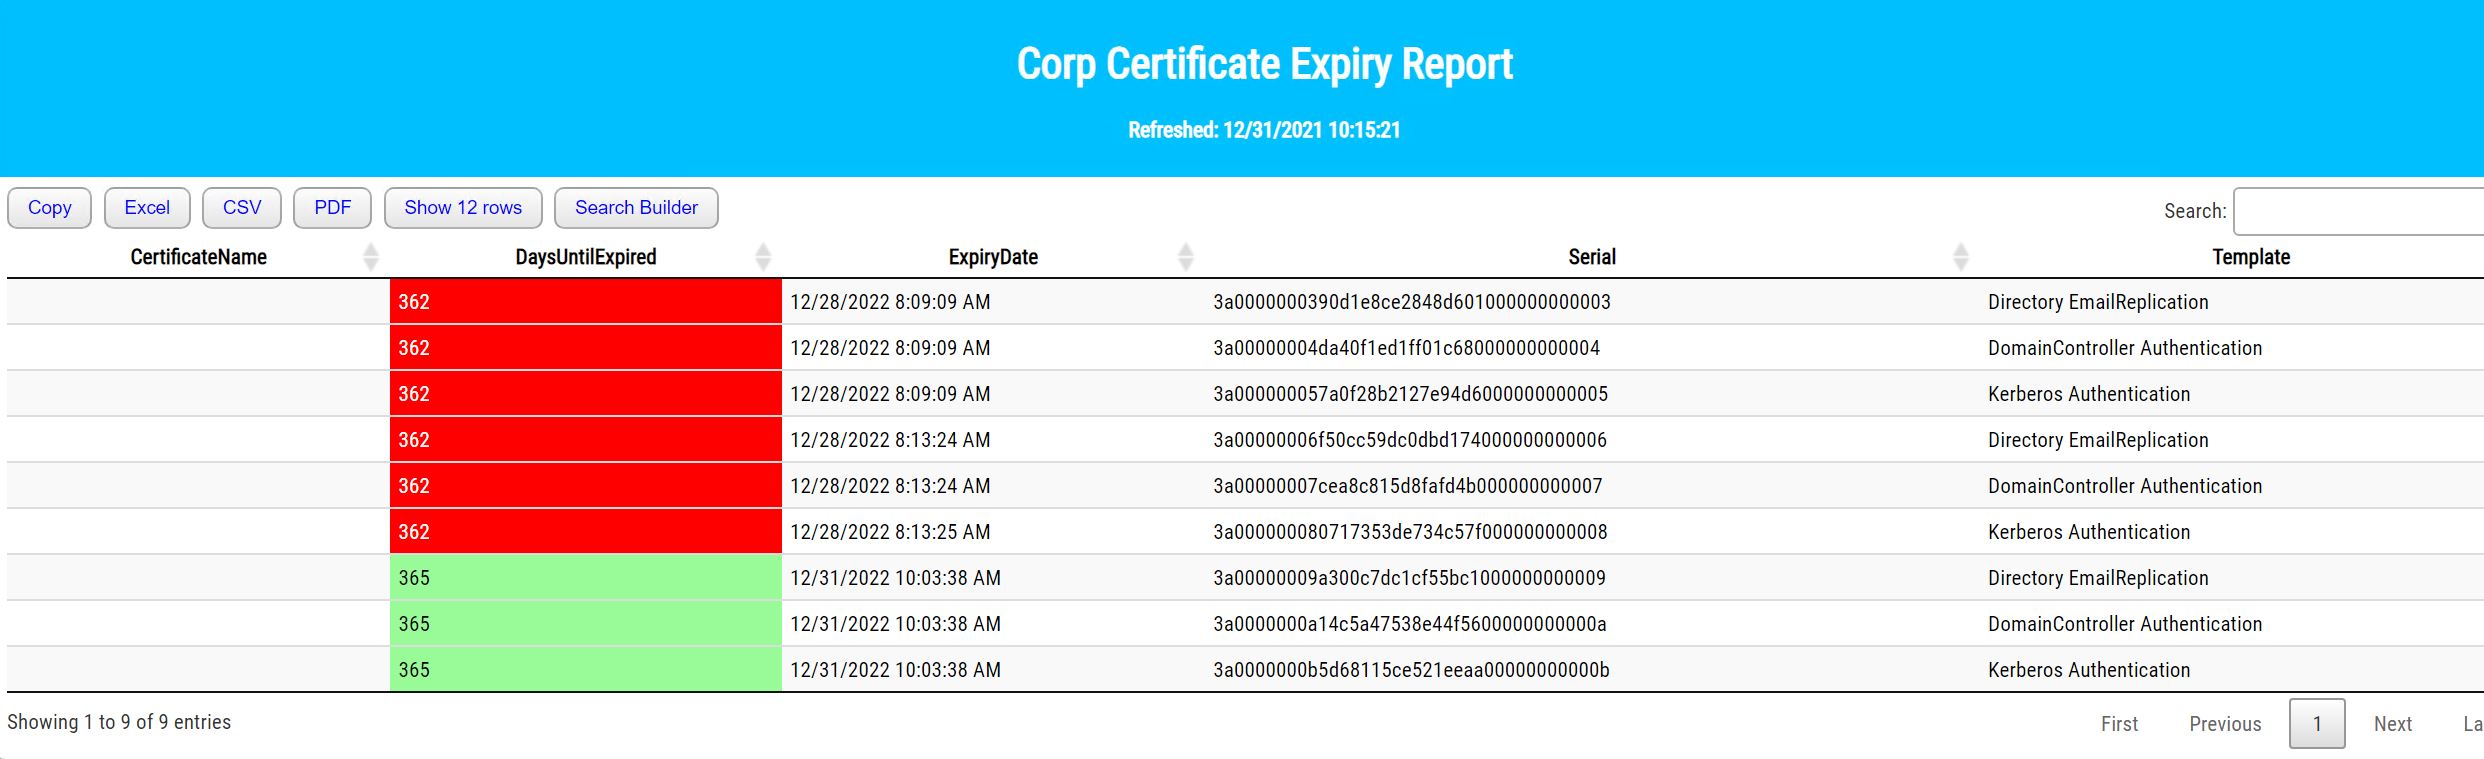 Corp Certificate Expiry Report
Refreshed: 12/31/2021 10:15:21
Copy Excel CSV PDF Show 12 rows Search Builder Search:
CertificateName DaysUntilExpired ExpiryDate Serial Template
362 12/28/2022 8:09:09 AM 3a0000000390d1e8ce2848d601000000000003 Directory EmailReplication
362 12/28/2022 8:09:09 AM 3a00000004da40f1ed1ff01c68000000000004 DomainController Authentication
362 12/28/2022 8:09:09 AM 3a000000057a0f28b2127e94d6000000000005 Kerberos Authentication
362 12/28/2022 8:13:24 AM 3a00000006f50cc59dc0dbd174000000000006 Directory EmailReplication
362 12/28/2022 8:13:24 AM 3a00000007cea8c815d8fafd4b000000000007 DomainController Authentication
362 12/28/2022 8:13:25 AM 3a000000080717353de734c57f000000000008 Kerberos Authentication
365 12/31/2022 10:03:38 AM 3a00000009a300c7dc1cf55bc1000000000009 Directory EmailReplication
365 12/31/2022 10:03:38 AM 3a0000000a14c5a47538e44f5600000000000a DomainController Authentication
365 12/31/2022 10:03:38 AM 3a0000000b5d68115ce521eeaa00000000000b Kerberos Authentication
Showing 1 to 9 of 9 entries First Previous 1 Next La